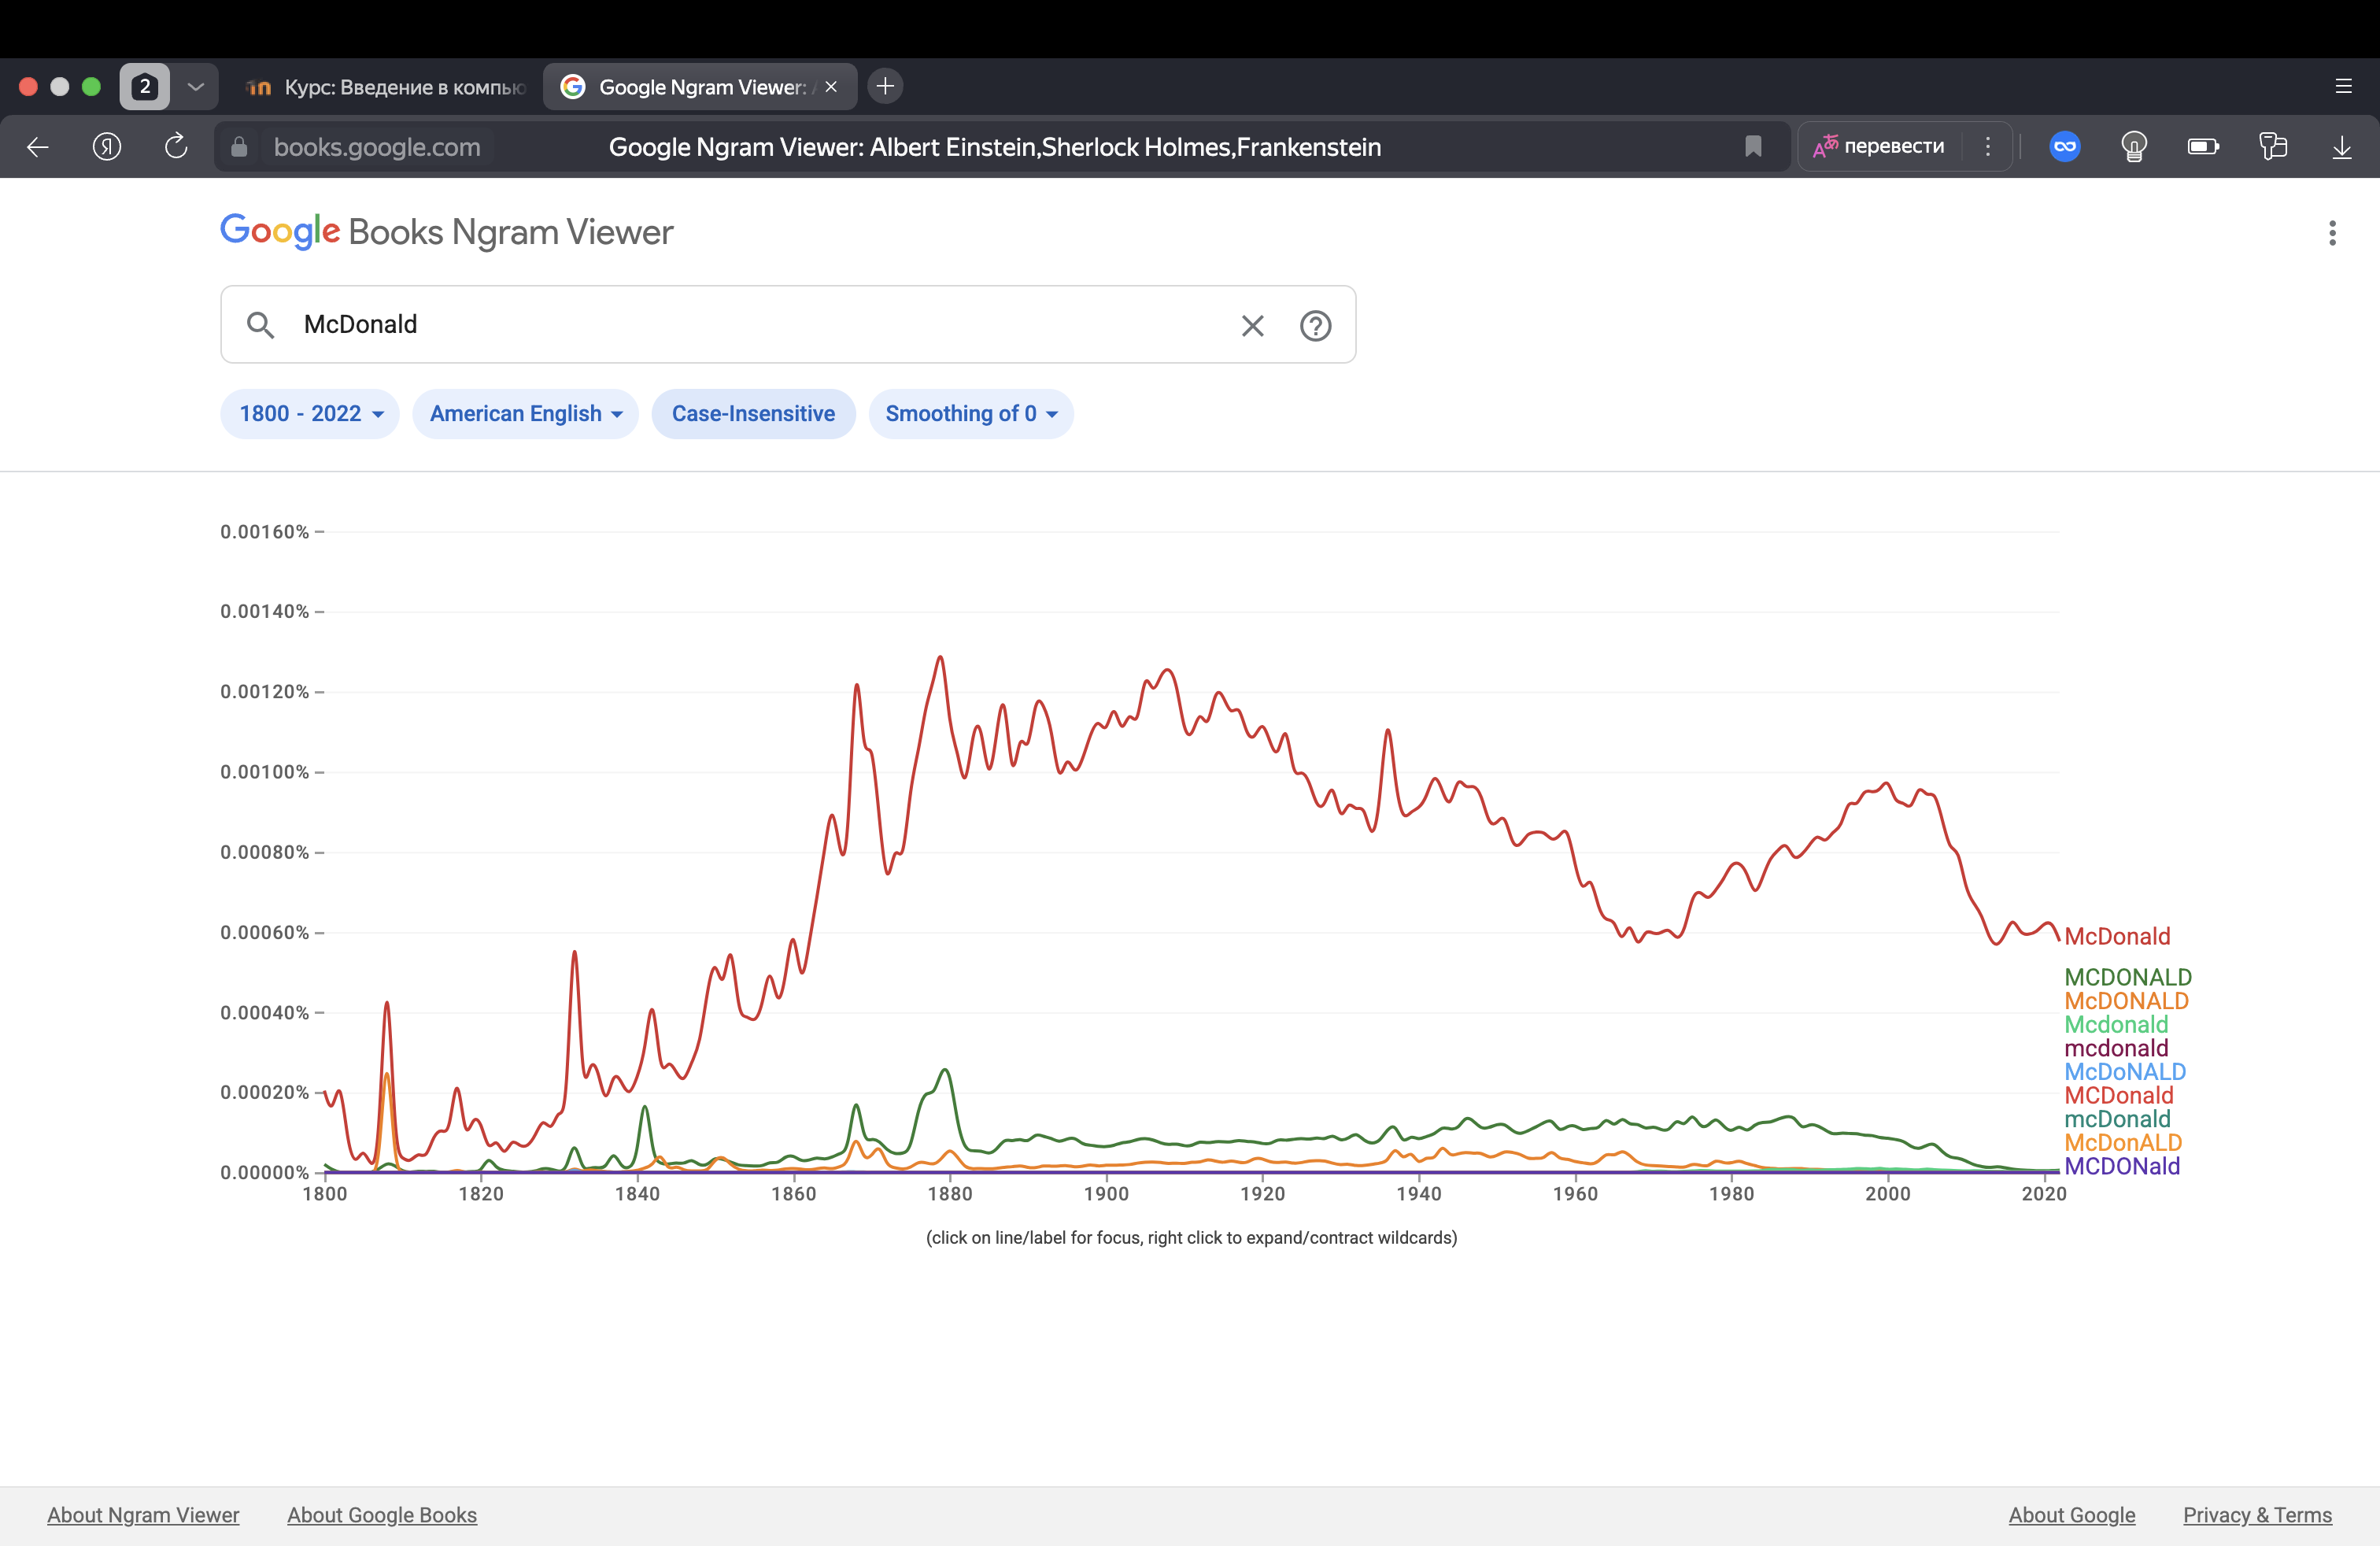 2
Курс: Введение в компью
Google Ngram Viewer:
books.google.com
Google Ngram Viewer: Albert Einstein,Sherlock Holmes,Frankenstein
перевести
Google Books Ngram Viewer
McDonald
1800 - 2022
American English
Case-Insensitive
Smoothing of 0
0.00160%
0.00140%
0.00120%
0.00100%
0.00080%
0.00060%
0.00040%
0.00020%
0.00000%
McDonald
MCDONALD
McDONALD
Mcdonald
mcdonald
McDoNALD
MCDonald
mcDonald
McDonALD
MCDONald
1800 1820 1840 1860 1880 1900 1920 1940 1960 1980 2000 2020
(click on line/label for focus, right click to expand/contract wildcards)
About Ngram Viewer About Google Books About Google Privacy & Terms